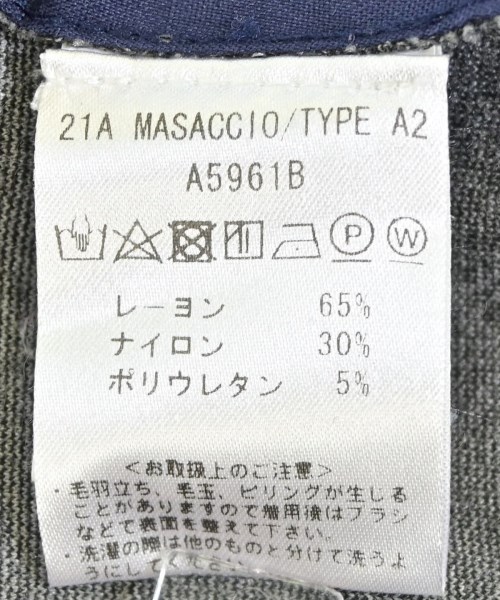 21A MASACCIO/TYPE A2
A5961B
P W
レーヨン 65%
ナイロン 30%
ポリウレタン 5%
<お取扱上のご注意>
・毛羽立ち、毛玉、ピリングが生じる
ことがありますので着用後はブラシ
などで表面を整えて下さい。
・洗濯の際は他のものと分けて洗うよ
うにしてください。